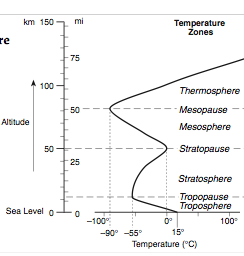 km 150 mi Temperature
Zones
re
75
Thermosphere
100
50 Mesopause
Altitude Mesosphere
50 Stratopause
25
Stratosphere
Tropopause
Sea Level 0 0 Troposphere
-100° 0° 100°
-90° -55° 15°
Temperature (°C)